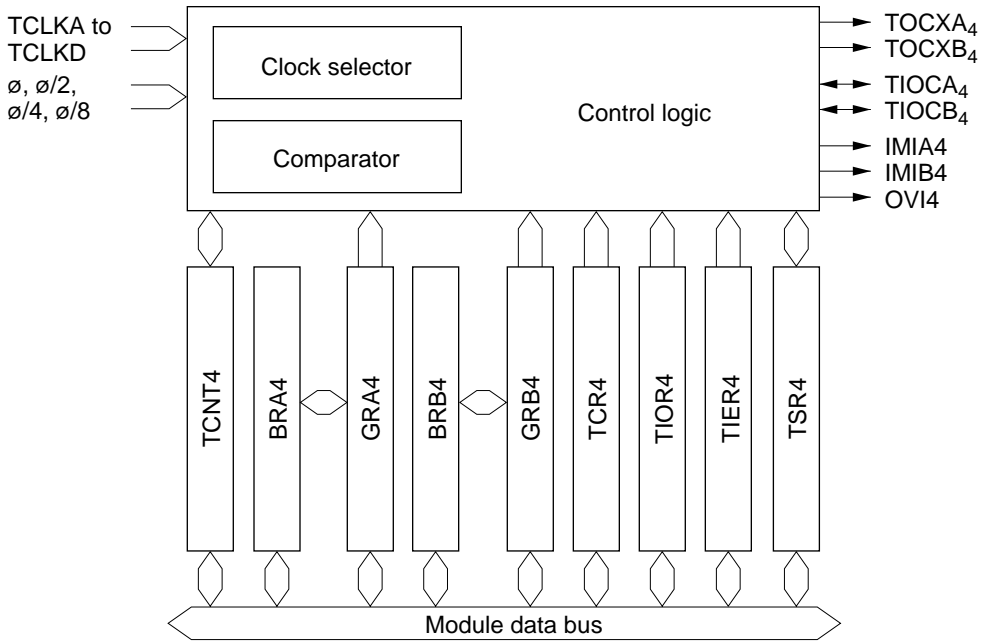 TCLKA to
TCLKD
ø, ø/2,
ø/4, ø/8
Clock selector
Comparator
Control logic
TOCXA4
TOCXB4
TIOCA4
TIOCB4
IMIA4
IMIB4
OVI4
TCNT4
BRA4
GRA4
BRB4
GRB4
TCR4
TIOR4
TIER4
TSR4
Module data bus